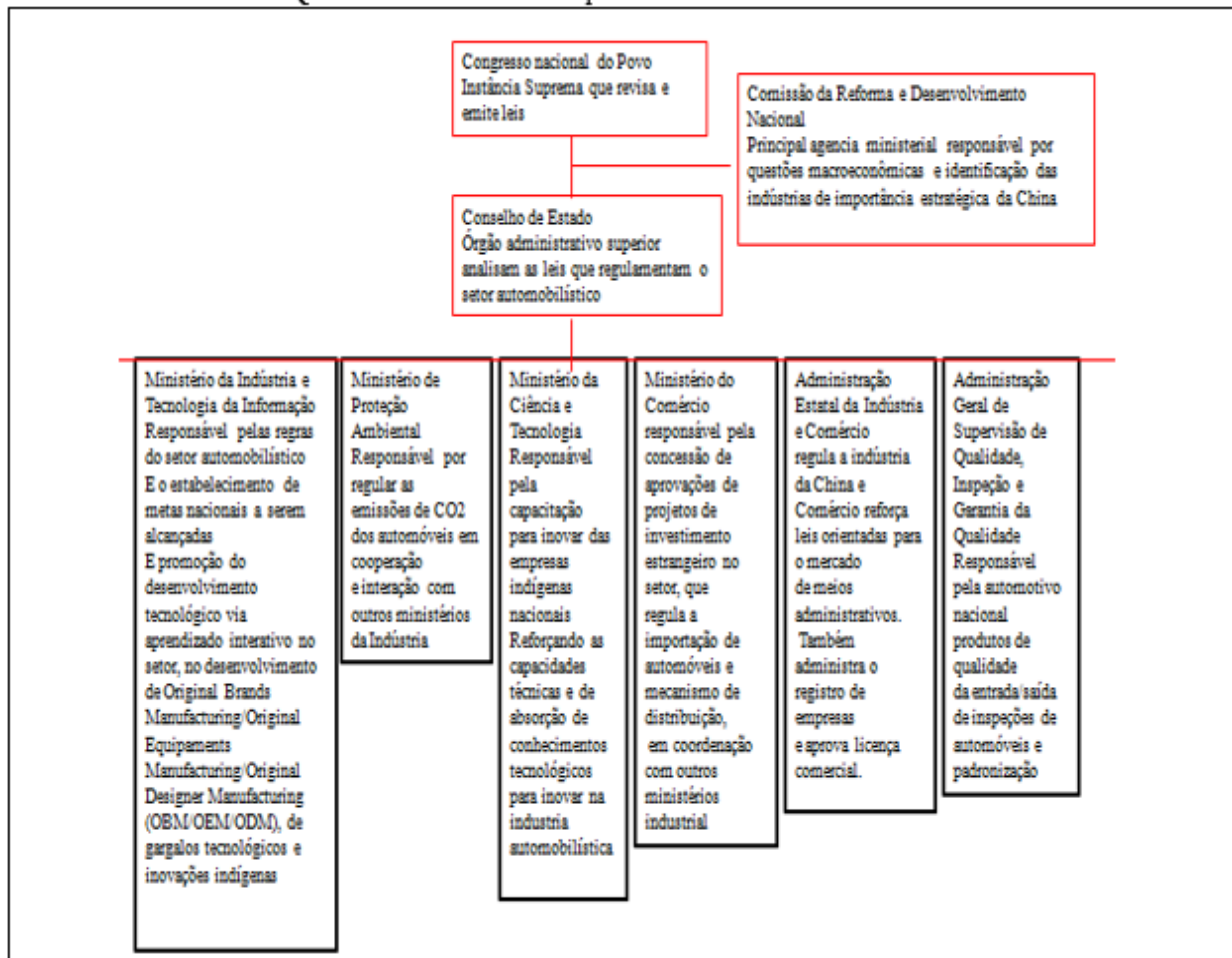 Congresso nacional do Povo
Instância Suprema que revisa e
emite leis
Comissão da Reforma e Desenvolvimento
Nacional
Principal agencia ministerial responsável por
questões macroeconômicas e identificação das
indústrias de importância estratégica da China
Conselho de Estado
Órgão administrativo superior
analisam as leis que regulamentam o
setor automobilístico
Ministério da Indústria e
Tecnologia da Informação
Responsável pelas regras
do setor automobilístico
E o estabelecimento de
metas nacionais a serem
alcançadas
E promoção do
desenvolvimento
tecnológico via
aprendizado interativo no
setor, no desenvolvimento
de Original Brands
Manufacturing/Original
Equipaments
Manufacturing/Original
Designer Manufacturing
(OBM/OEM/ODM), de
gargalos tecnológicos e
inovações indígenas
Ministério de
Proteção
Ambiental
Responsável por
regular as
emissões de CO2
dos automóveis em
cooperação
e interação com
outros ministérios
da Indústria
Ministério da
Ciência e
Tecnologia
Responsável
pela
capacitação
para inovar das
empresas
indígenas
nacionais
Reforçando as
capacidades
técnicas e de
absorção de
conhecimentos
tecnológicos
para inovar na
industria
automobilística
Ministério do
Comércio
responsável pela
concessão de
aprovações de
projetos de
investimento
estrangeiro no
setor, que
regula a
importação de
automóveis e
mecanismo de
distribuição,
em coordenação
com outros
ministérios
industrial
Administração
Estatal da Indústria
e Comércio
regula a indústria
da China e
Comércio reforça
leis orientadas para
o mercado
de meios
administrativos.
Também
administra o
registro de
empresas
e aprova licença
comercial.
Administração
Geral de
Supervisão de
Qualidade,
Inspeção e
Garantia da
Qualidade
Responsável
pela automotivo
nacional
produtos de
qualidade
da entrada/saída
de inspeções de
automóveis e
padronização